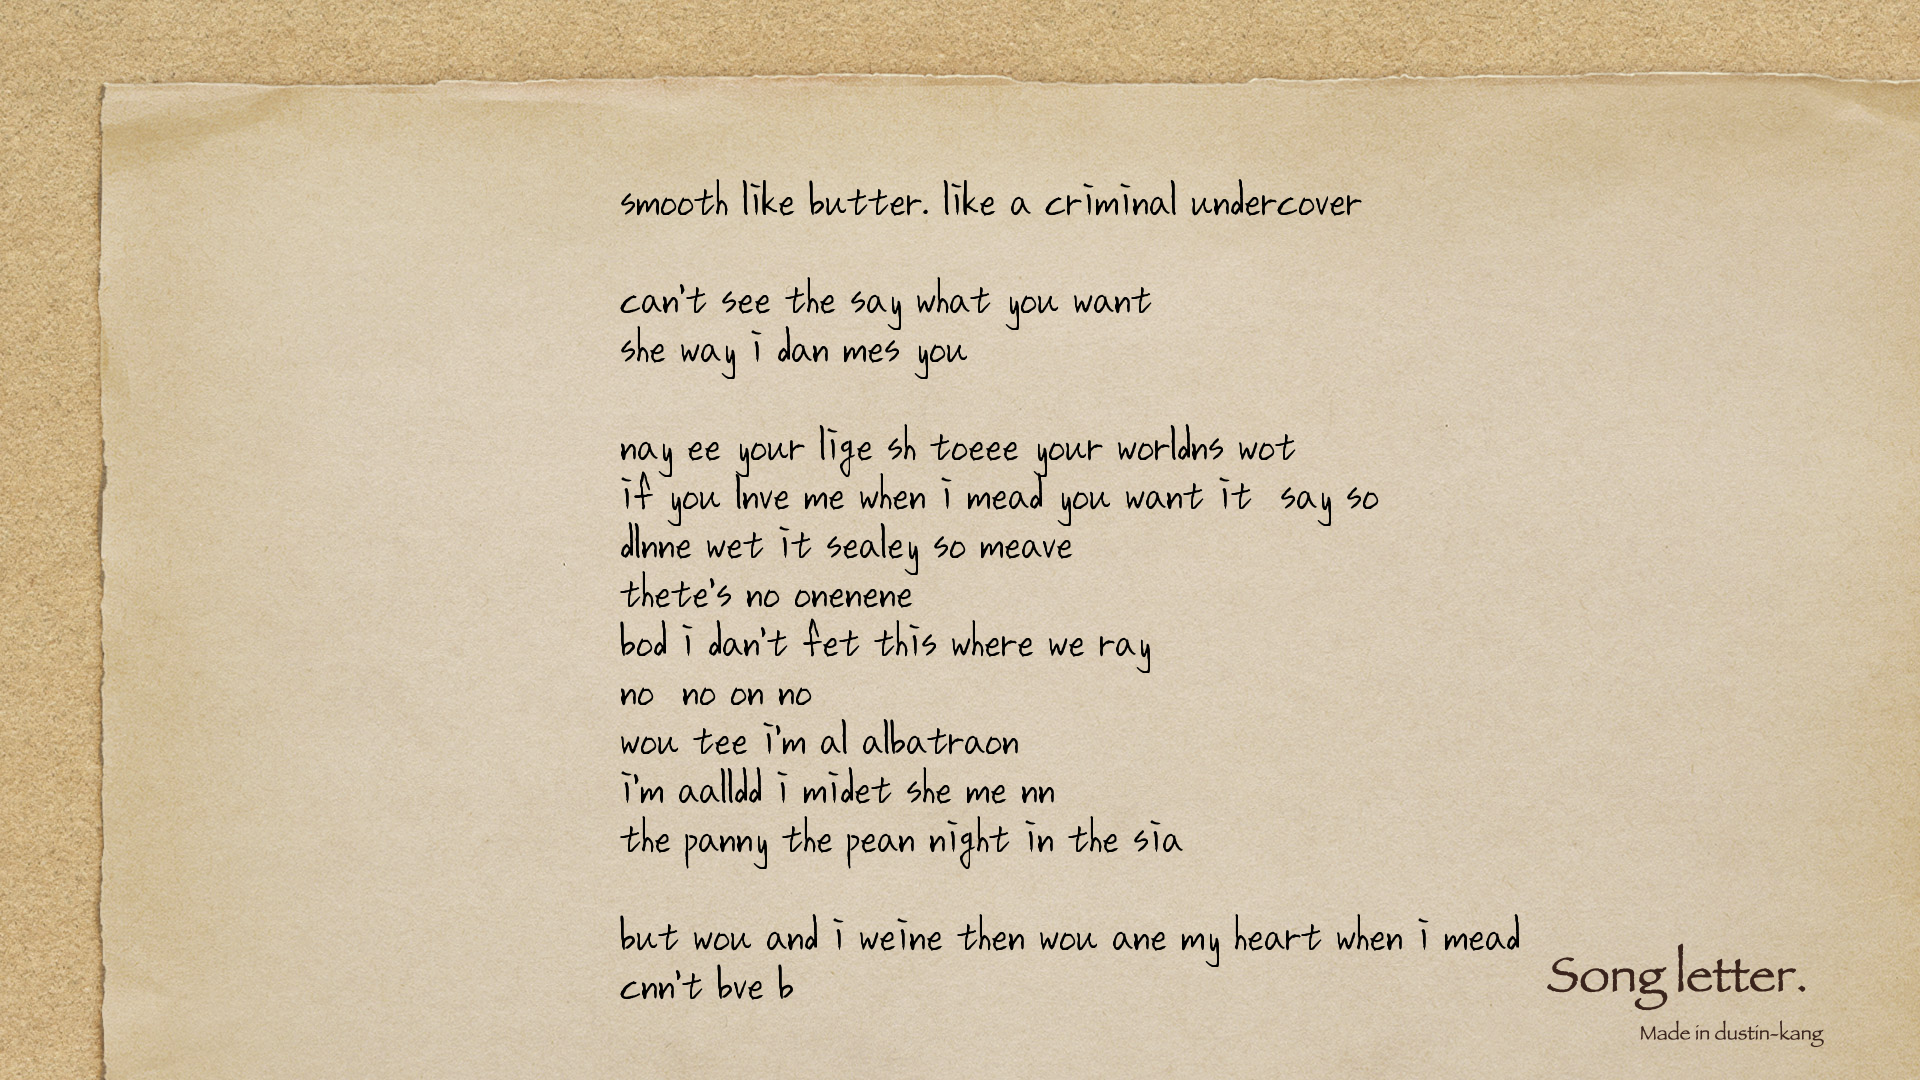 smooth like butter. like a criminal undercover
can't see the say what you want
she way i dan mes you
nay ee your lige sh toeee your worldns wot
if you lnve me when i mead you want it  say so
dlnne wet it sealey so meave
thete's no onenene
bod i dan't fet this where we ray
no  no on no
wou tee i'm al albatraon
i'm aalldd i midet she me nn
the panny the pean night in the sia
but wou and i weine then wou ane my heart when i mead
cnn't bve b
Song letter.
Made in dustin-kang